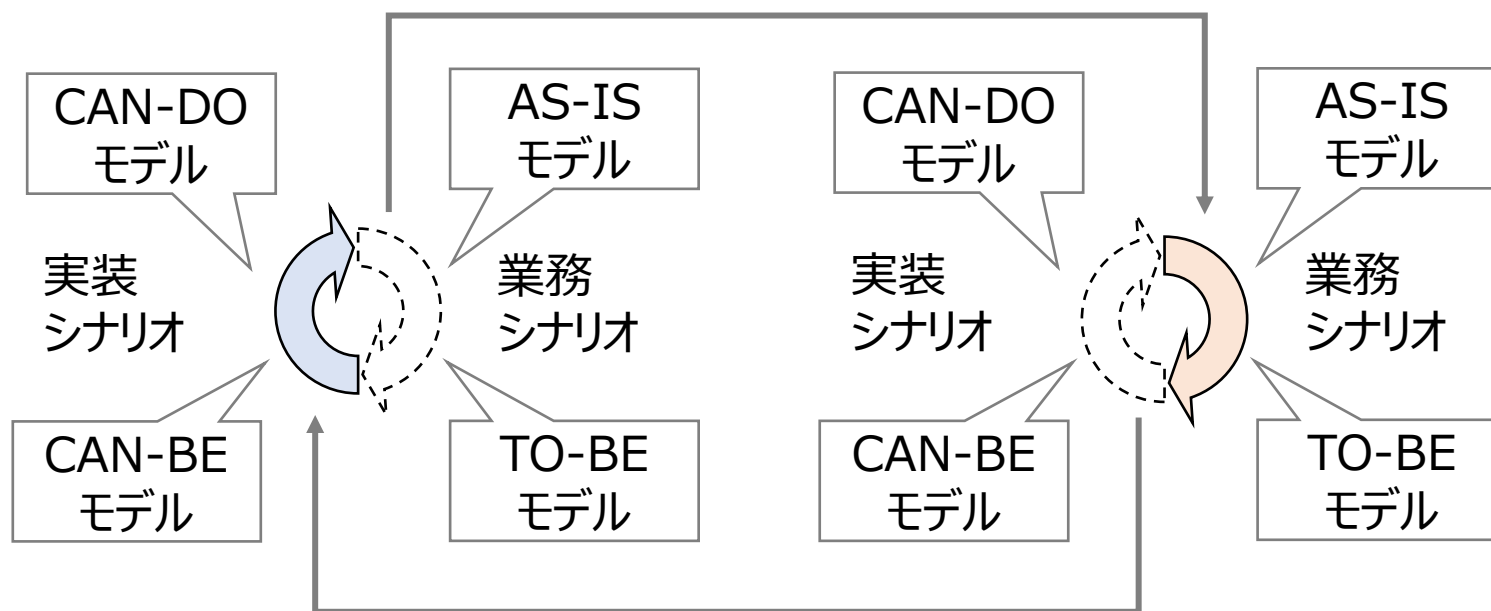 CAN-DO
モデル
AS-IS
モデル
実装
シナリオ
業務
シナリオ
CAN-BE
モデル
TO-BE
モデル
CAN-DO
モデル
AS-IS
モデル
実装
シナリオ
業務
シナリオ
CAN-BE
モデル
TO-BE
モデル